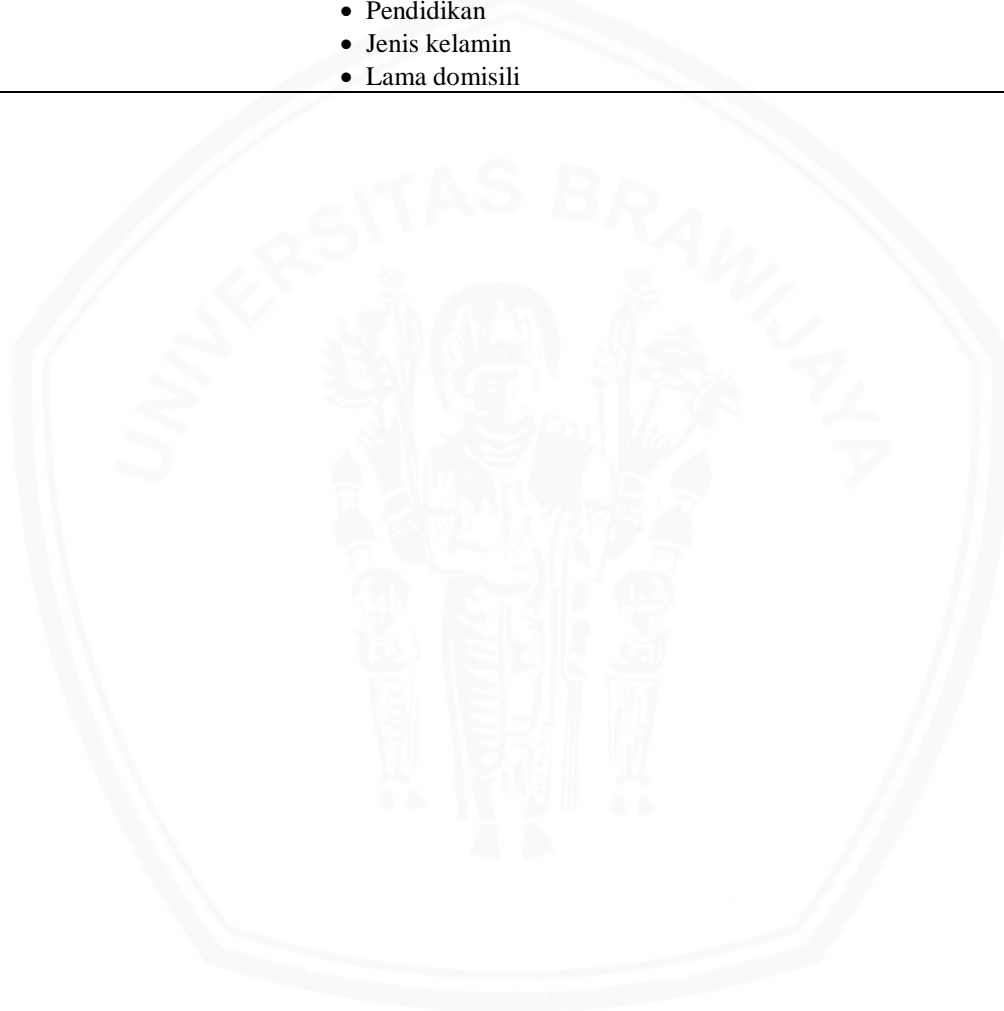 • Pendidikan
• Jenis kelamin
• Lama domisili
UNIVERSITAS BRAWIJAYA